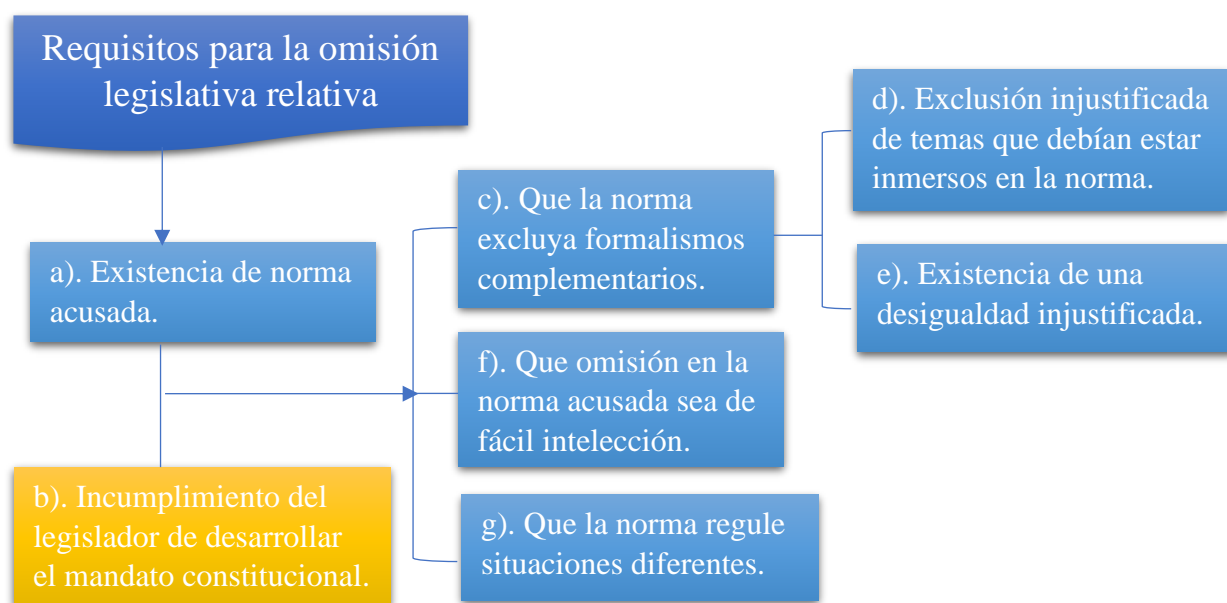 Requisitos para la omisión
legislativa relativa
a). Existencia de norma
acusada.
b). Incumplimiento del
legislador de desarrollar
el mandato constitucional.
c). Que la norma
excluya formalismos
complementarios.
d). Exclusión injustificada
de temas que debían estar
inmersos en la norma.
e). Existencia de una
desigualdad injustificada.
f). Que omisión en la
norma acusada sea de
fácil intelección.
g). Que la norma regule
situaciones diferentes.